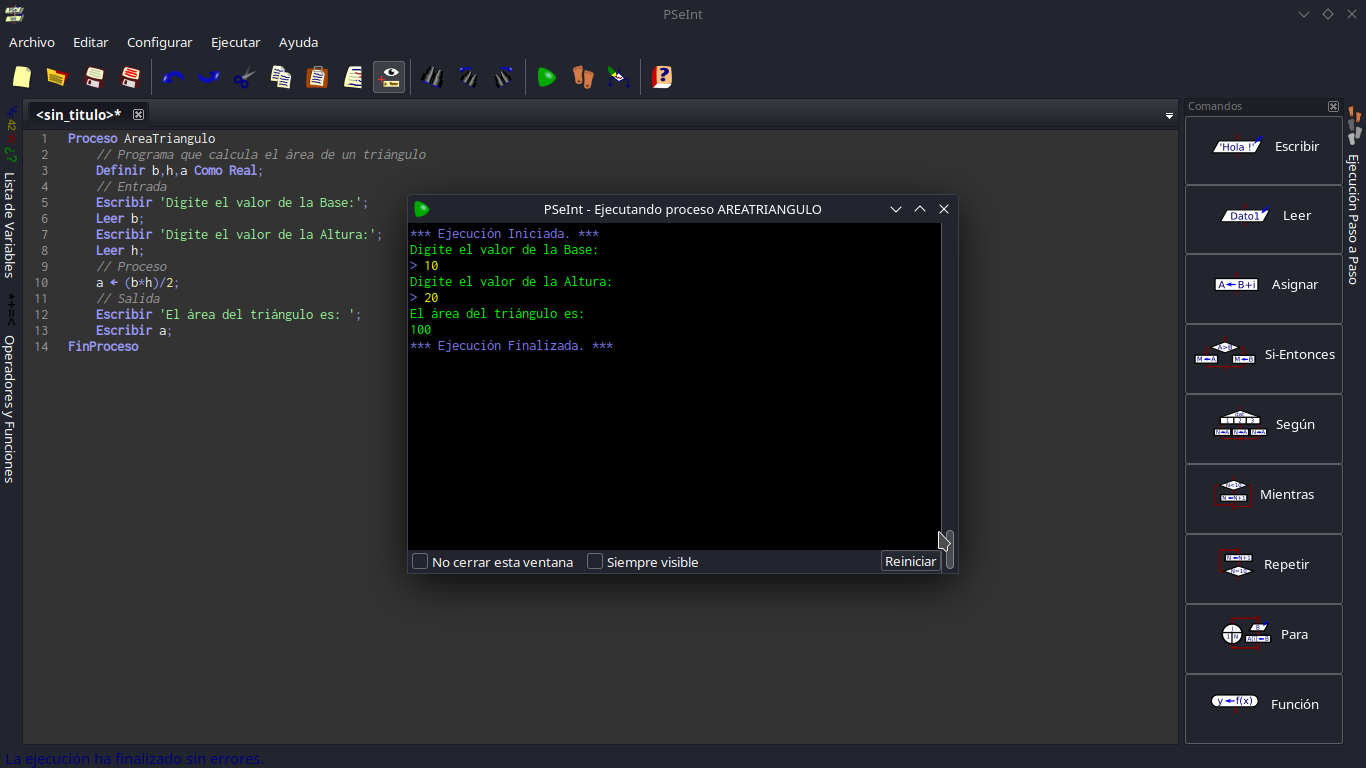 PSeInt
Archivo Editar Configurar Ejecutar Ayuda
<sin_titulo>*
1 Proceso AreaTriangulo
2 // Programa que calcula el área de un triángulo
3 Definir b,h,a Como Real;
4 // Entrada
5 Escribir 'Digite el valor de la Base:';
6 Leer b;
7 Escribir 'Digite el valor de la Altura:';
8 Leer h;
9 // Proceso
10 a ← (b*h)/2;
11 // Salida
12 Escribir 'El área del triángulo es: ';
13 Escribir a;
14 FinProceso
Lista de Variables
Operadores y Funciones
PSeInt - Ejecutando proceso AREATRIANGULO
*** Ejecución Iniciada. ***
Digite el valor de la Base:
> 10
Digite el valor de la Altura:
> 20
El área del triángulo es:
100
*** Ejecución Finalizada. ***
No cerrar esta ventana Siempre visible Reiniciar
Comandos
'Hola !' Escribir
Dato1 Leer
A←B+i Asignar
Si-Entonces
Según
Mientras
Repetir
Para
y←f(x) Función
Ejecución Paso a Paso
La ejecución ha finalizado sin errores.